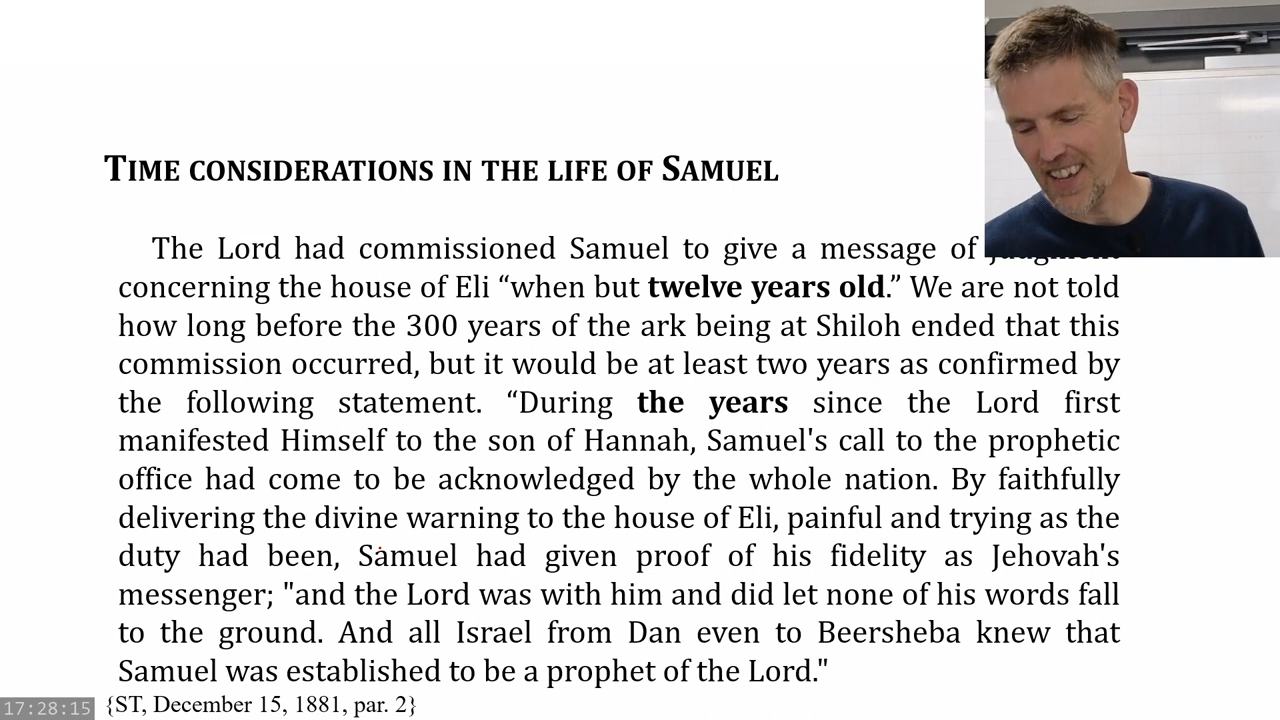 TIME CONSIDERATIONS IN THE LIFE OF SAMUEL
The Lord had commissioned Samuel to give a message of
concerning the house of Eli “when but twelve years old.” We are not told
how long before the 300 years of the ark being at Shiloh ended that this
commission occurred, but it would be at least two years as confirmed by
the following statement. “During the years since the Lord first
manifested Himself to the son of Hannah, Samuel's call to the prophetic
office had come to be acknowledged by the whole nation. By faithfully
delivering the divine warning to the house of Eli, painful and trying as the
duty had been, Samuel had given proof of his fidelity as Jehovah's
messenger; "and the Lord was with him and did let none of his words fall
to the ground. And all Israel from Dan even to Beersheba knew that
Samuel was established to be a prophet of the Lord."
{ST, December 15, 1881, par. 2}
17:28:15